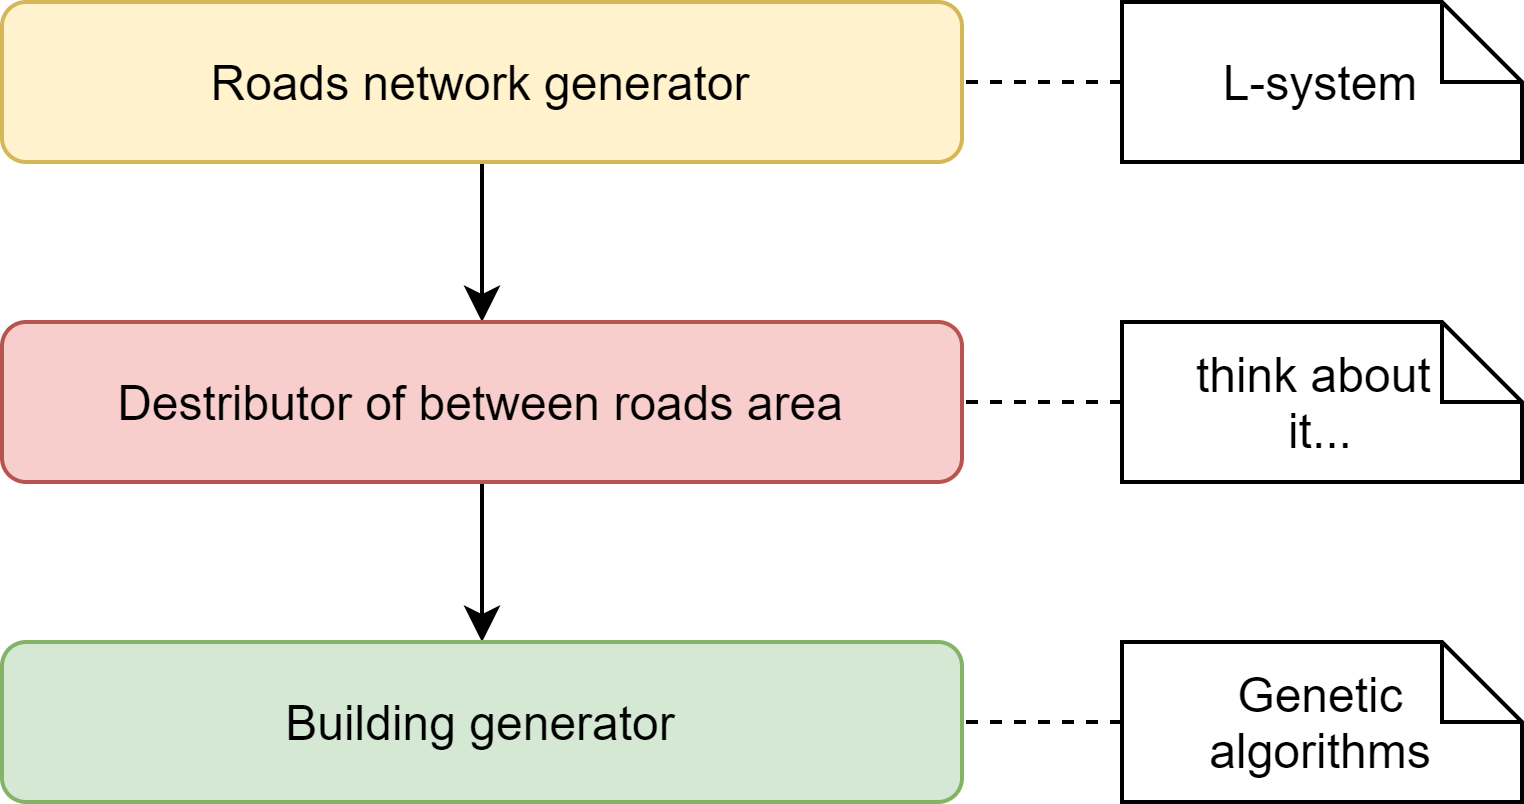 Roads network generator
L-system
Destributor of between roads area
think about
it...
Building generator
Genetic
algorithms